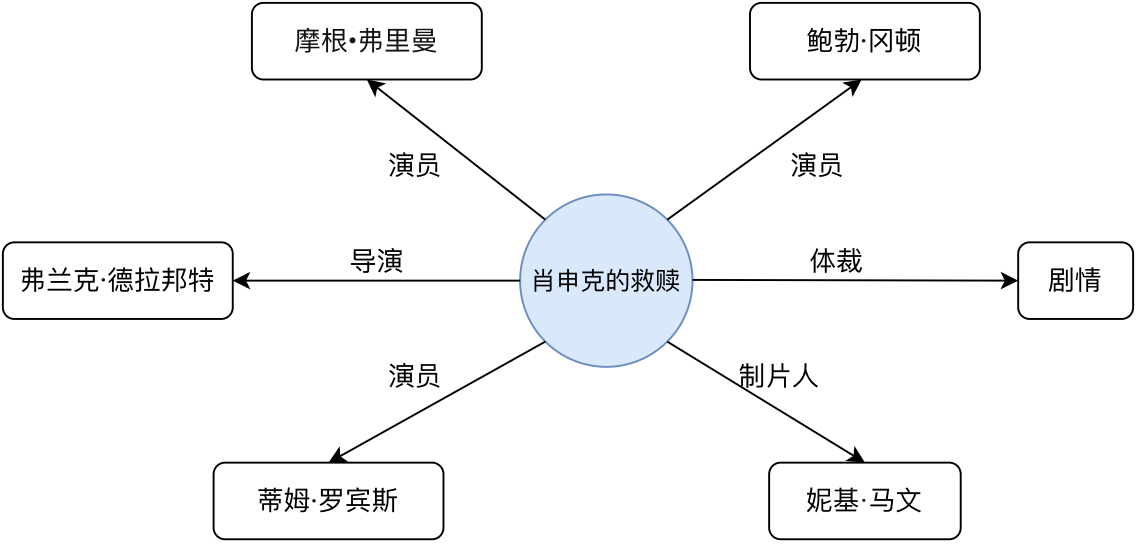 摩根•弗里曼
鲍勃·冈顿
演员
演员
导演
体裁
弗兰克·德拉邦特
肖申克的救赎
剧情
演员
制片人
蒂姆·罗宾斯
妮基·马文